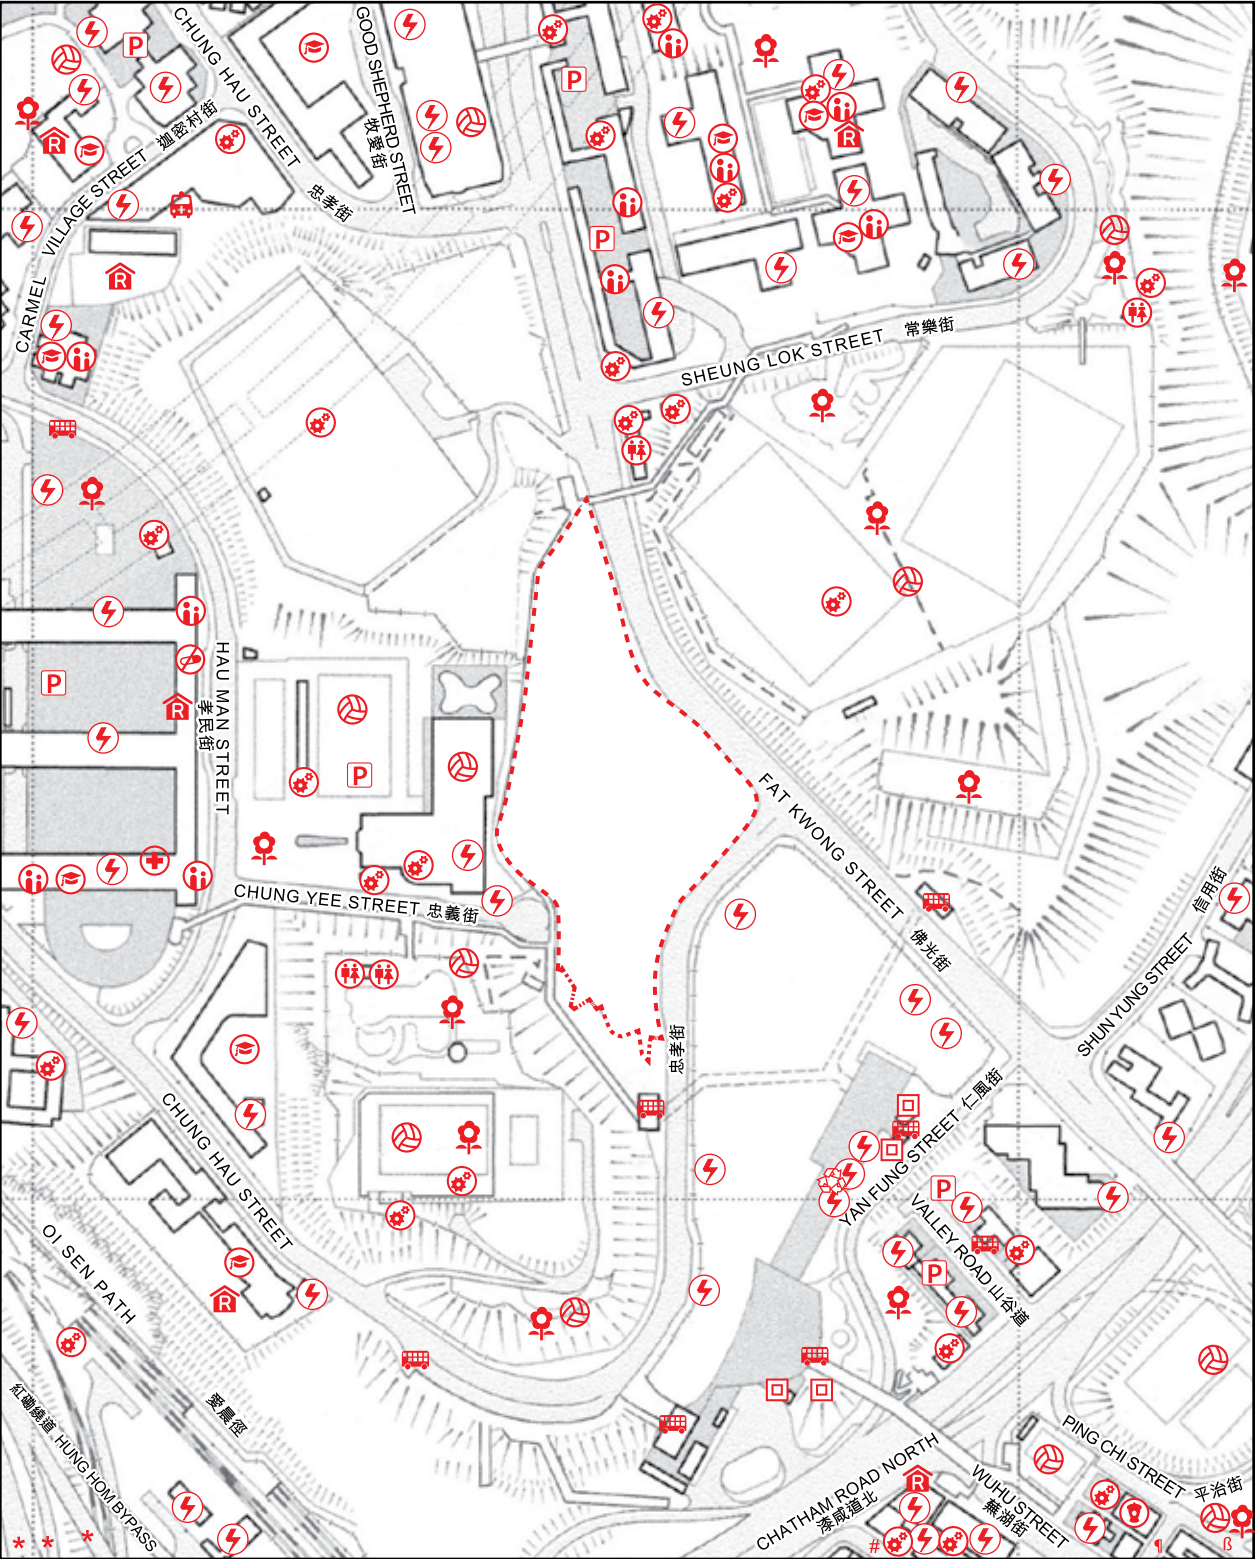 CHUNG HAU STREET
忠孝街
GOOD SHEPHERD STREET
牧愛街
P
P
CARMEL VILLAGE STREET 迦密村街
R
R
R
P
R
SHEUNG LOK STREET 常樂街
HAU MAN STREET
孝民街
P
R
P
CHUNG YEE STREET 忠義街
FAT KWONG STREET
佛光街
信用街
SHUN YUNG STREET
忠孝街
CHUNG HAU STREET
YAN FUNG STREET 仁風街
P
VALLEY ROAD 山谷道
P
OI SEN PATH
愛晨徑
R
紅磡繞道 HUNG HOM BYPASS
PING CHI STREET
平治街
CHATHAM ROAD NORTH
漆咸道北
WUHU STREET
蕪湖街
R
* * *
#
¶
ß